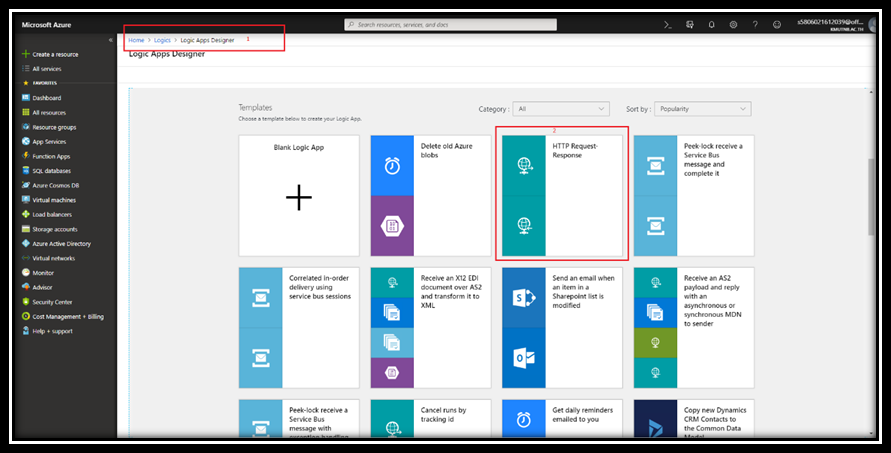 Microsoft Azure
Search resources, services, and docs
s5806021612039@off...
KMUTNB.AC.TH
Home > Logics > Logic Apps Designer
1
Logic Apps Designer
Create a resource
All services
FAVORITES
Dashboard
All resources
Resource groups
App Services
Function Apps
SQL databases
Azure Cosmos DB
Virtual machines
Load balancers
Storage accounts
Azure Active Directory
Virtual networks
Monitor
Advisor
Security Center
Cost Management + Billing
Help + support
Templates
Choose a template below to create your Logic App.
Category :
All
Sort by :
Popularity
2
Blank Logic App
Delete old Azure
blobs
HTTP Request-
Response
Peek-lock receive a
Service Bus
message and
complete it
Correlated in-order
delivery using
service bus sessions
Receive an X12 EDI
document over AS2
and transform it to
XML
Send an email when
an item in a
Sharepoint list is
modified
Receive an AS2
payload and reply
with an
asynchronous or
synchronous MDN
to sender
Peek-lock receive a
Service Bus
message with
exception handling
Cancel runs by
tracking id
Get daily reminders
emailed to you
Copy new Dynamics
CRM Contacts to
the Common Data
Model